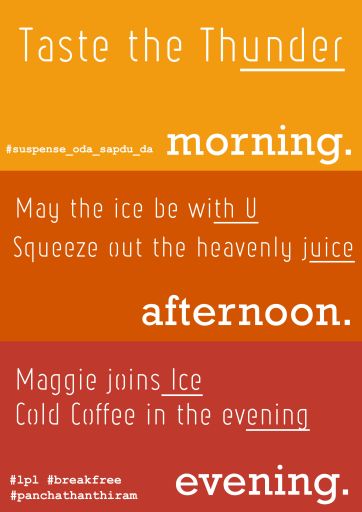 Taste the Thunder
#suspense_oda_sapdu_da
morning.
May the ice be with U
Squeeze out the heavenly juice
afternoon.
Maggie joins Ice
Cold Coffee in the evening
#lpl #breakfree
#panchathanthiram
evening.